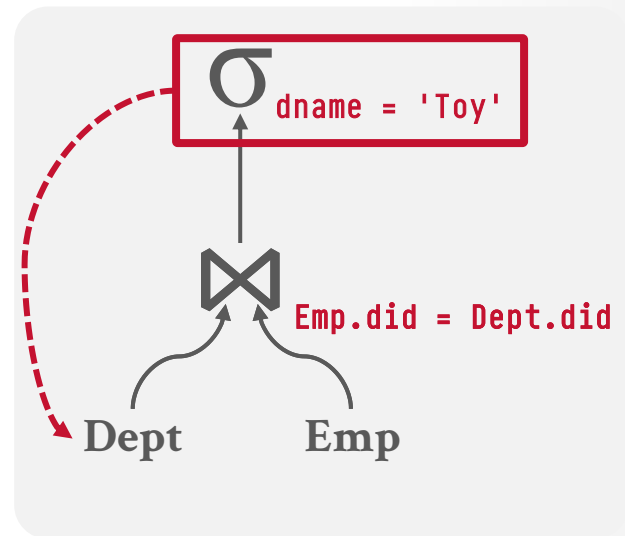 σ dname = 'Toy'
⋈ Emp.did = Dept.did
Dept Emp